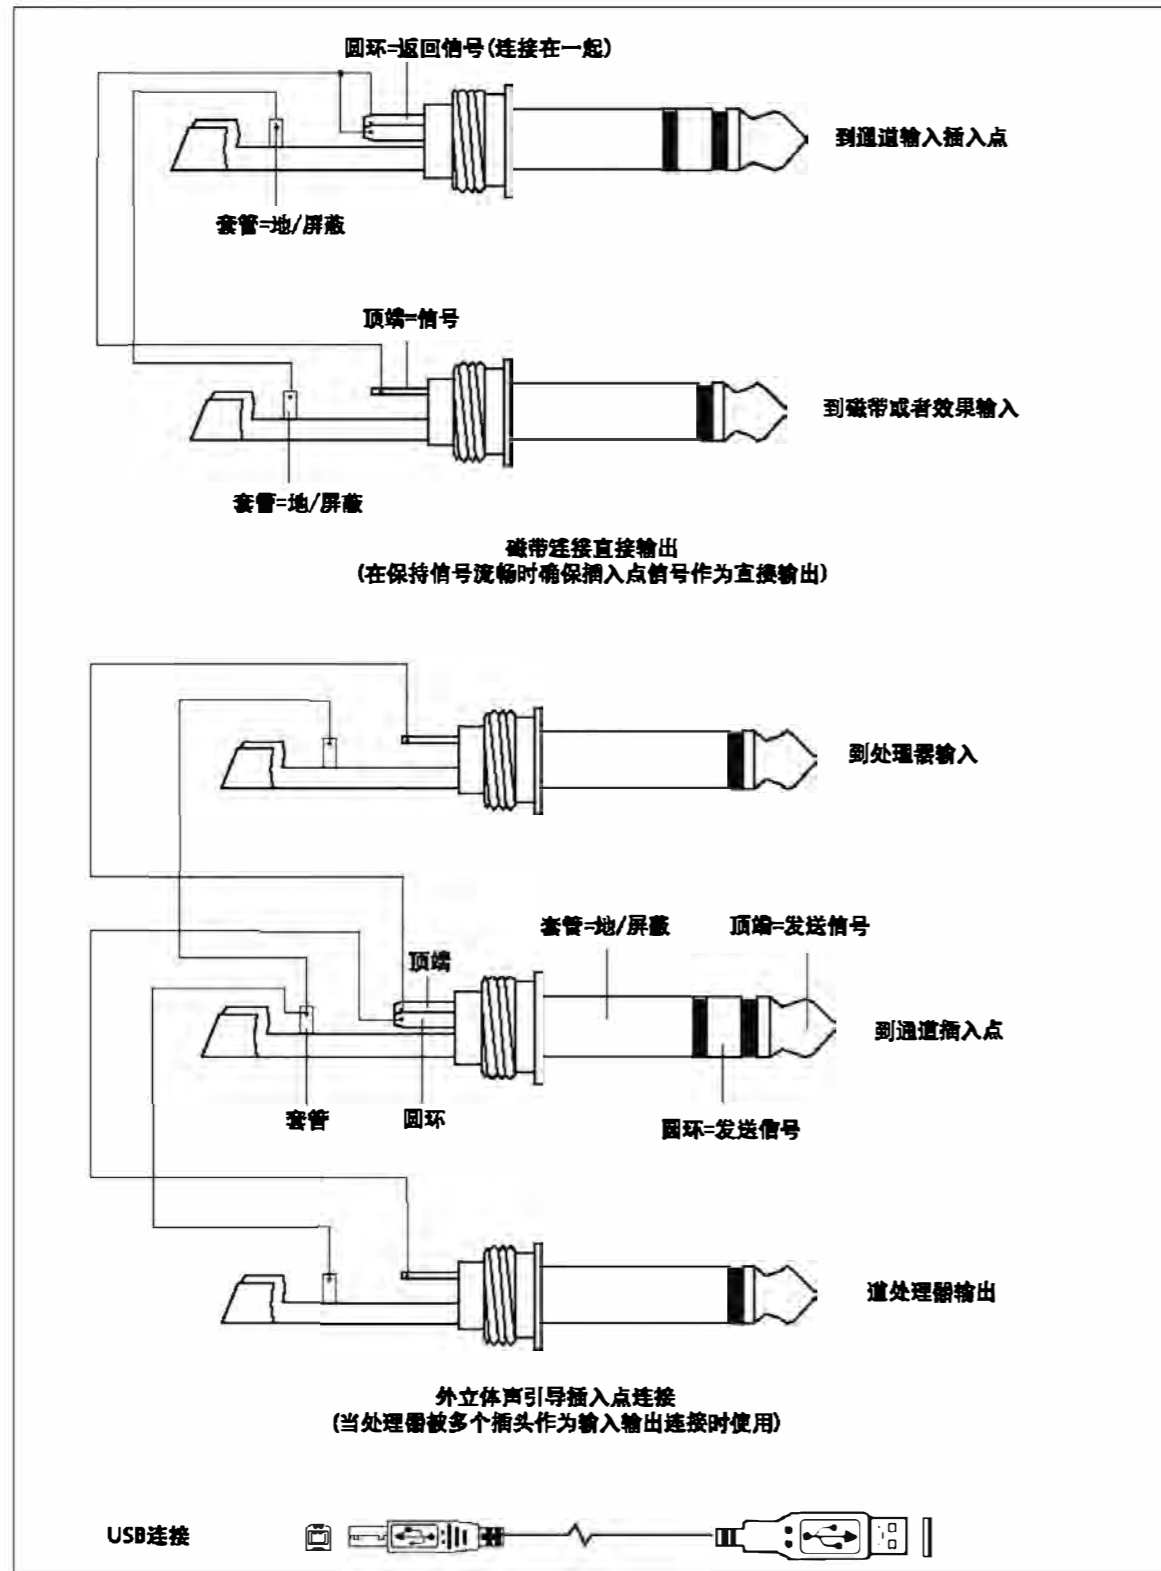 圆环=返回信号(连接在一起)
到通道输入插入点
套管=地/屏蔽
顶端=信号
到磁带或者效果输入
套管=地/屏蔽
磁带连接直接输出
(在保持信号流畅时确保插入点信号作为直接输出)
到处理器输入
套管=地/屏蔽
顶端=发送信号
顶端
到通道插入点
套管
圆环
圆环=发送信号
道处理器输出
外立体声引导插入点连接
(当处理器被多个插头作为输入输出连接时使用)
USB连接